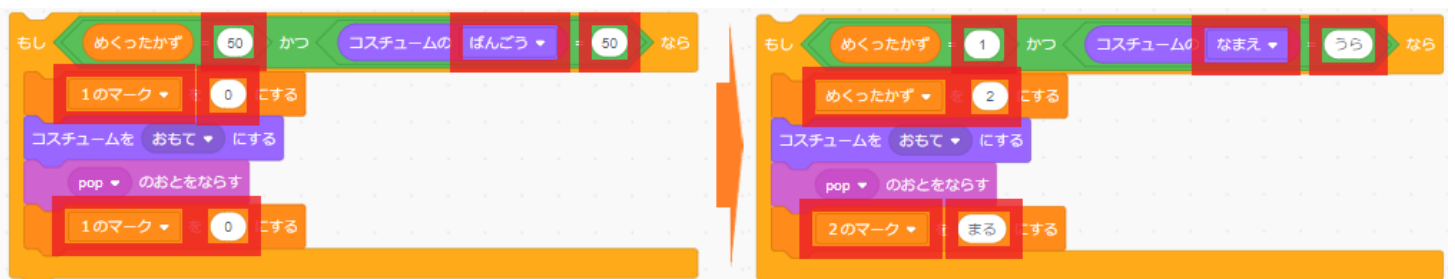 もし めくったかず = 50 かつ コスチュームの ばんごう = 50 なら
1のマーク を 0 にする
コスチュームを おもて にする
pop のおとをならす
1のマーク を 0 にする
もし めくったかず = 1 かつ コスチュームの なまえ = うら なら
めくったかず を 2 にする
コスチュームを おもて にする
pop のおとをならす
2のマーク を まる にする